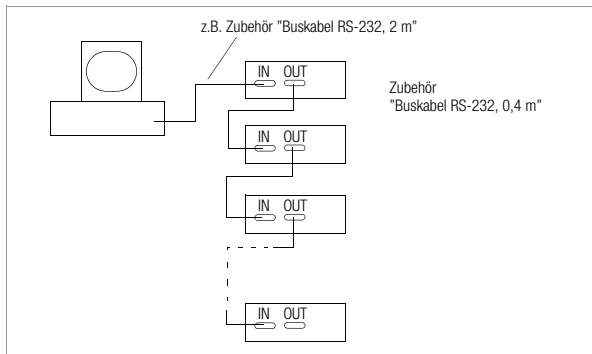 z.B. Zubehör ”Buskabel RS-232, 2 m”
IN OUT
Zubehör
”Buskabel RS-232, 0,4 m”
IN OUT
IN OUT
IN OUT